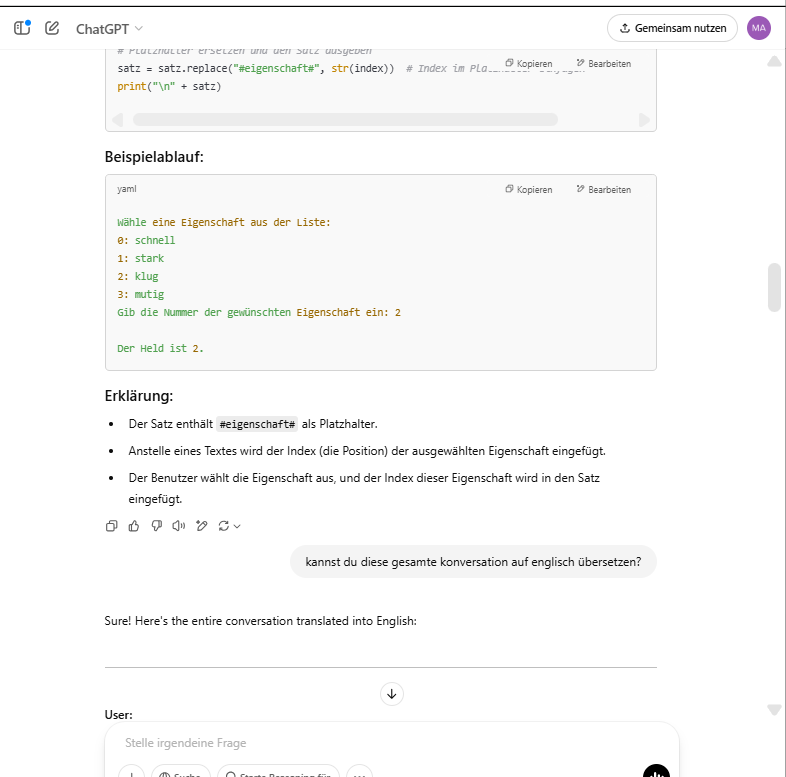 ChatGPT
Gemeinsam nutzen
MA
# Platzhalter ersetzen und den Satz ausgeben
satz = satz.replace("#eigenschaft#", str(index))  # Index im
Kopieren
Bearbeiten
print("\n" + satz)
Beispielablauf:
yaml
Kopieren
Bearbeiten
Wähle eine Eigenschaft aus der Liste:
0: schnell
1: stark
2: klug
3: mutig
Gib die Nummer der gewünschten Eigenschaft ein: 2
Der Held ist 2.
Erklärung:
• Der Satz enthält #eigenschaft# als Platzhalter.
• Anstelle eines Textes wird der Index (die Position) der ausgewählten Eigenschaft eingefügt.
• Der Benutzer wählt die Eigenschaft aus, und der Index dieser Eigenschaft wird in den Satz
eingefügt.
kannst du diese gesamte konversation auf englisch übersetzen?
Sure! Here's the entire conversation translated into English:
User:
Stelle irgendeine Frage
Suche
Starte Reasoning für